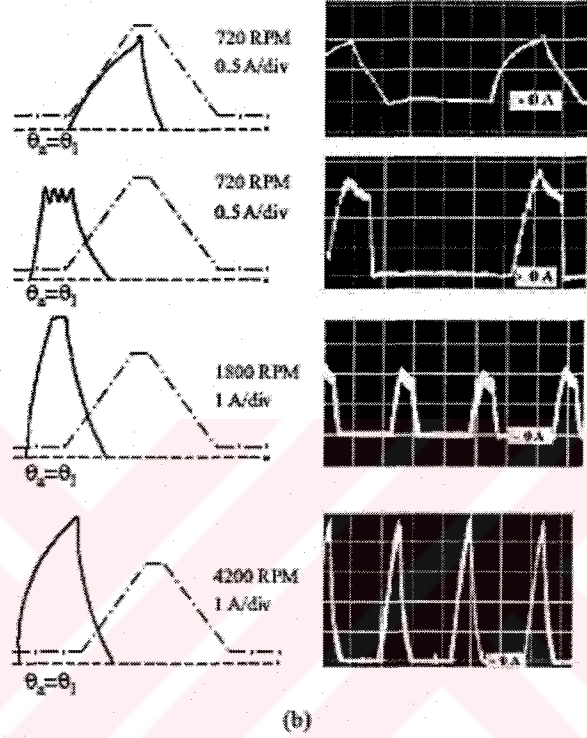 720 RPM
0.5 A/div
- 0 A
θa=θ1
720 RPM
0.5 A/div
- 0 A
θa=θ1
1800 RPM
1 A/div
- 0 A
θa=θ1
4200 RPM
1 A/div
- 0 A
θa=θ1
(b)